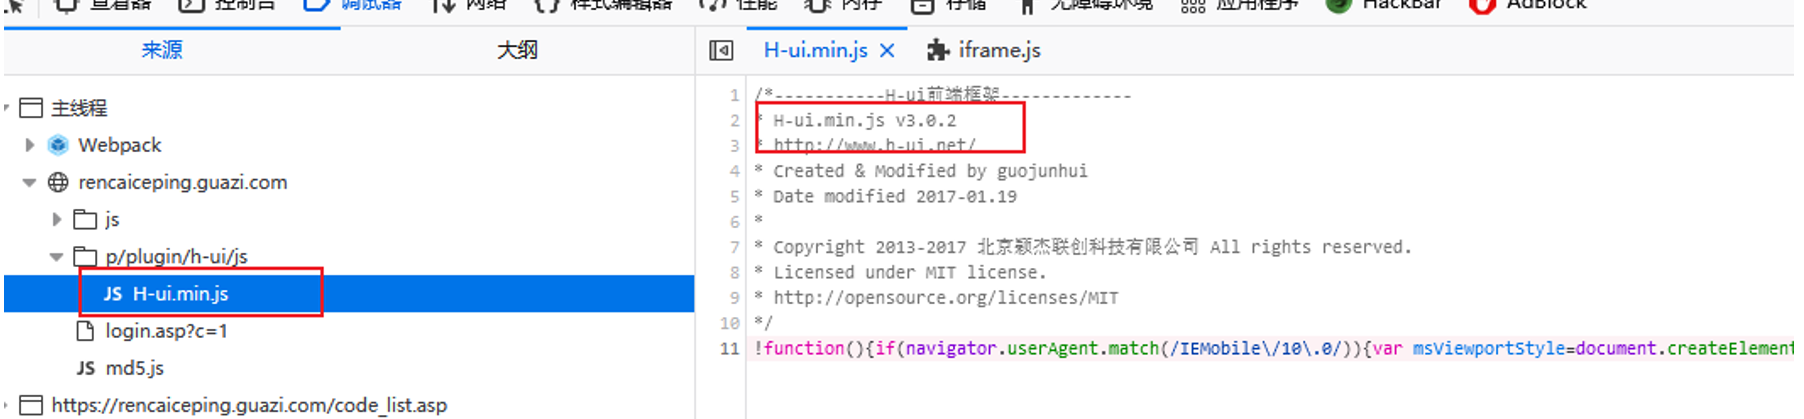 查看器 控制台 调试器 网络 样式编辑器 性能 内存 存储 无障碍环境 应用程序 HackBar AdBlock
来源 大纲 H-ui.min.js iframe.js
主线程
Webpack
rencaiceping.guazi.com
js
p/plugin/h-ui/js
JS H-ui.min.js
login.asp?c=1
JS md5.js
https://rencaiceping.guazi.com/code_list.asp
1 /*-----------H-ui前端框架-------------
2 * H-ui.min.js v3.0.2
3 * http://www.h-ui.net/
4 * Created & Modified by guojunhui
5 * Date modified 2017-01.19
6 *
7 * Copyright 2013-2017 北京颖杰联创科技有限公司 All rights reserved.
8 * Licensed under MIT license.
9 * http://opensource.org/licenses/MIT
10 */
11 !function(){if(navigator.userAgent.match(/IEMobile\/10\.0/)){var msViewportStyle=document.createElement